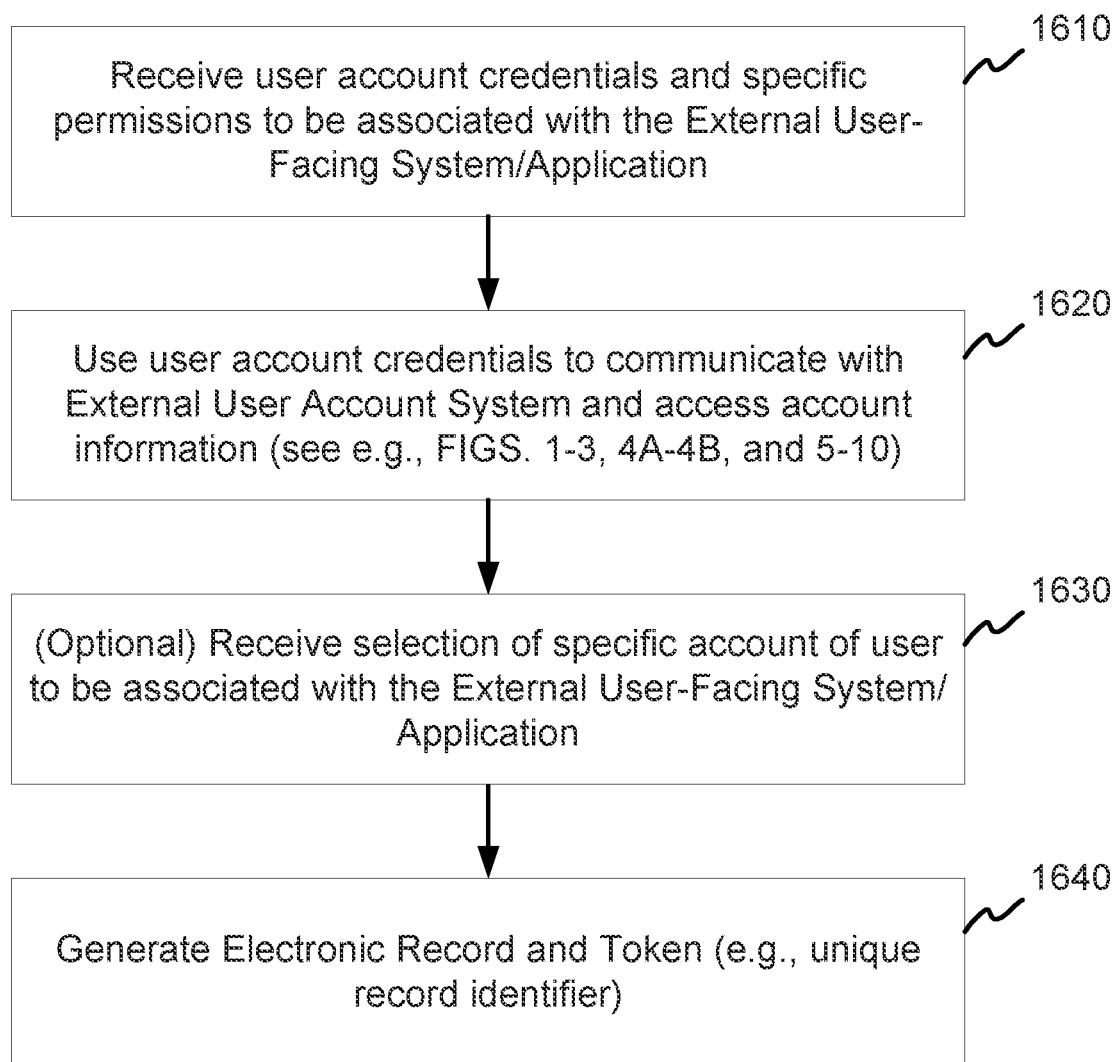 1610
Receive user account credentials and specific
permissions to be associated with the External User-
Facing System/Application
1620
Use user account credentials to communicate with
External User Account System and access account
information (see e.g., FIGS. 1-3, 4A-4B, and 5-10)
1630
(Optional) Receive selection of specific account of user
to be associated with the External User-Facing System/
Application
1640
Generate Electronic Record and Token (e.g., unique
record identifier)